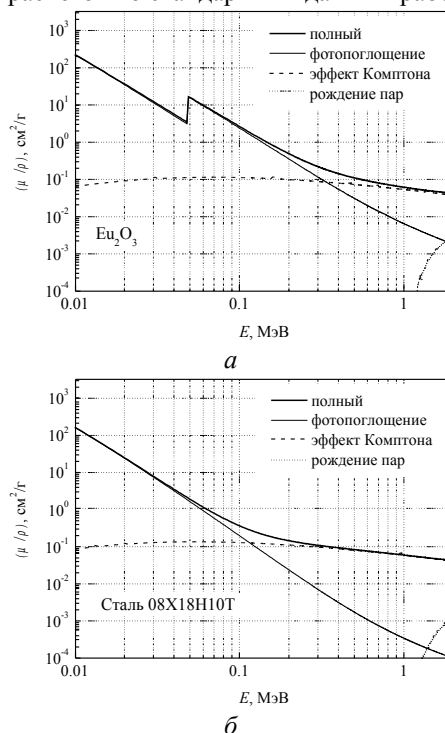 полный
фотопоглощение
эффект Комптона
рождение пар
(μ/ρ), см²/г
10³
10²
10¹
10⁰
10⁻¹
10⁻²
10⁻³
10⁻⁴
Eu₂O₃
0.01
0.1
1
E, МэВ
а
полный
фотопоглощение
эффект Комптона
рождение пар
(μ/ρ), см²/г
10³
10²
10¹
10⁰
10⁻¹
10⁻²
10⁻³
10⁻⁴
Сталь 08Х18Н10Т
0.01
0.1
1
E, МэВ
б